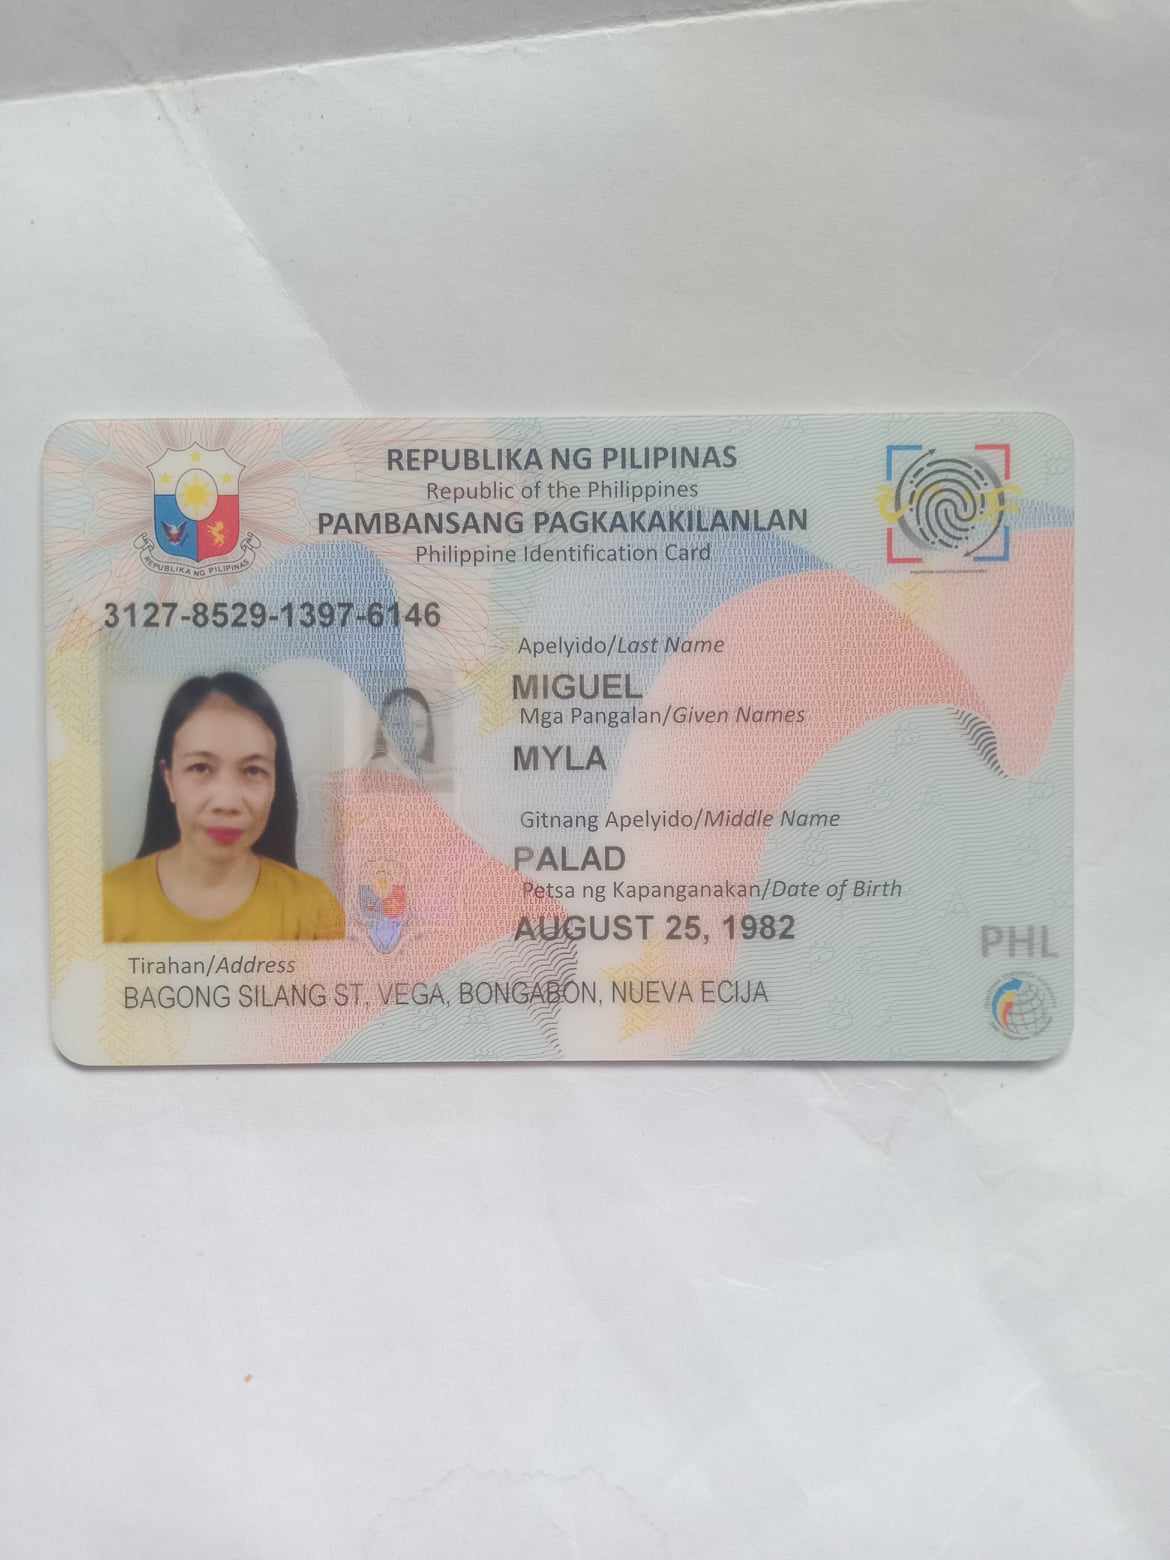 REPUBLIKA NG PILIPINAS
Republic of the Philippines
PAMBANSANG PAGKAKAKILANLAN
Philippine Identification Card
REPUBLIKA NG PILIPINAS
3127-8529-1397-6146
Apelyido/Last Name
MIGUEL
Mga Pangalan/Given Names
MYLA
Gitnang Apelyido/Middle Name
PALAD
Petsa ng Kapanganakan/Date of Birth
AUGUST 25, 1982
PHL
Tirahan/Address
BAGONG SILANG ST, VEGA, BONGABON, NUEVA ECIJA